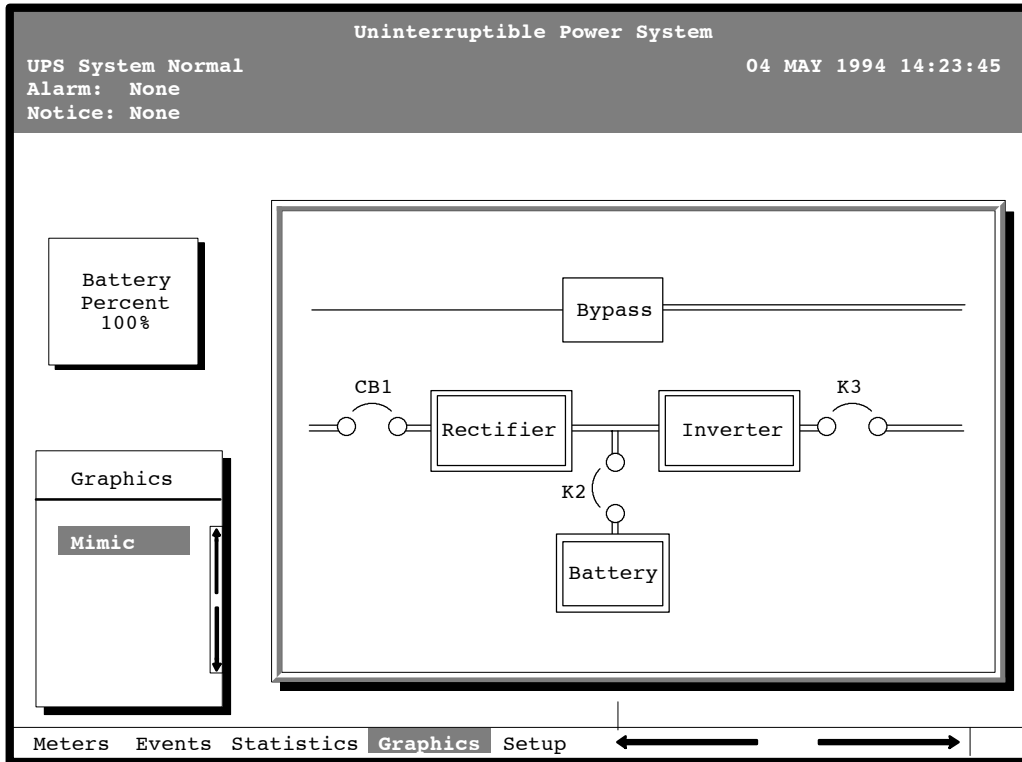 Uninterruptible Power System
UPS System Normal 04 MAY 1994 14:23:45
Alarm: None
Notice: None
Battery
Percent
100%
Bypass
CB1
K3
Rectifier
Inverter
K2
Battery
Graphics
Mimic
Meters Events Statistics Graphics Setup